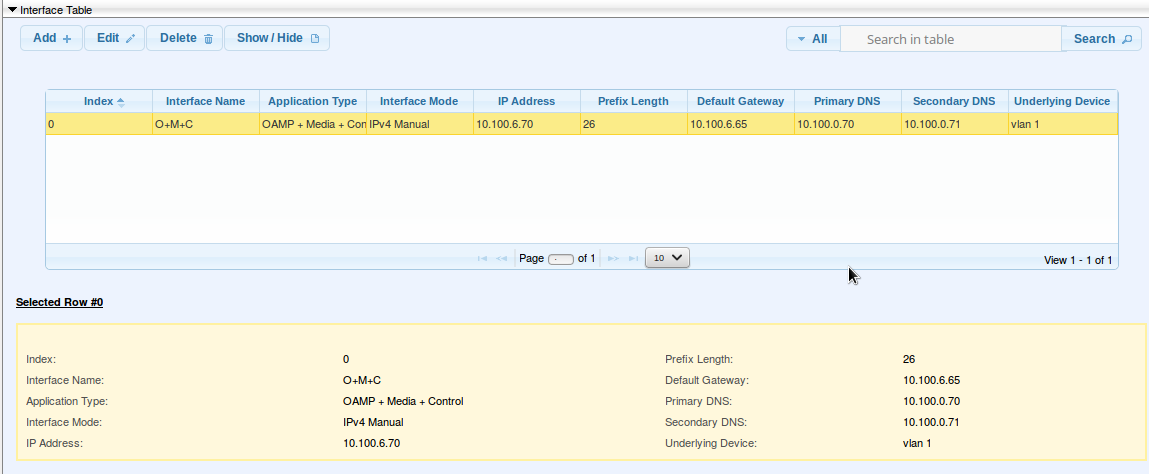 Interface Table
Add + Edit Delete Show / Hide All Search in table Search
Index Interface Name Application Type Interface Mode IP Address Prefix Length Default Gateway Primary DNS Secondary DNS Underlying Device
0 O+M+C OAMP + Media + Con IPv4 Manual 10.100.6.70 26 10.100.6.65 10.100.0.70 10.100.0.71 vlan 1
Page of 1 10 View 1 - 1 of 1
Selected Row #0
Index: 0 Prefix Length: 26
Interface Name: O+M+C Default Gateway: 10.100.6.65
Application Type: OAMP + Media + Control Primary DNS: 10.100.0.70
Interface Mode: IPv4 Manual Secondary DNS: 10.100.0.71
IP Address: 10.100.6.70 Underlying Device: vlan 1